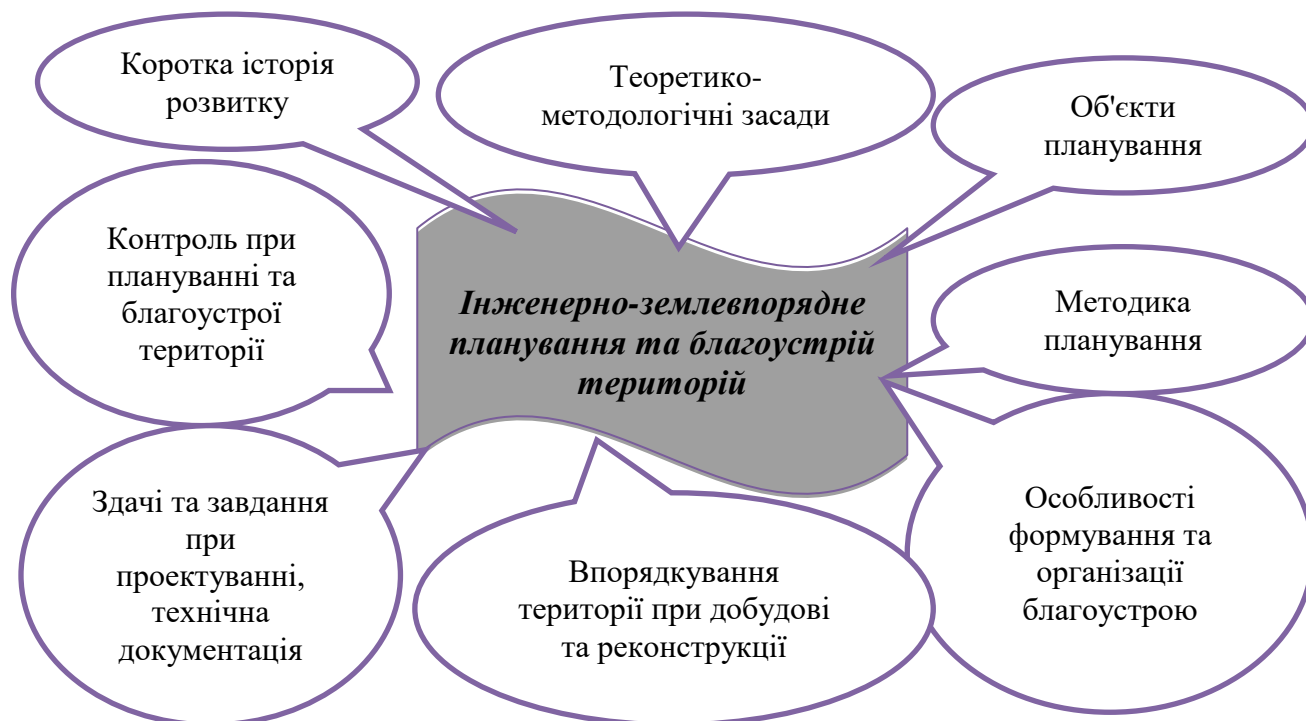 Коротка історія
розвитку
Теоретико-
методологічні засади
Об'єкти
планування
Контроль при
плануванні та
благоустрої
території
Інженерно-землевпорядне
планування та благоустрій
територій
Методика
планування
Здачі та завдання
при
проектуванні,
технічна
документація
Впорядкування
території при добудові
та реконструкції
Особливості
формування та
організації
благоустрою